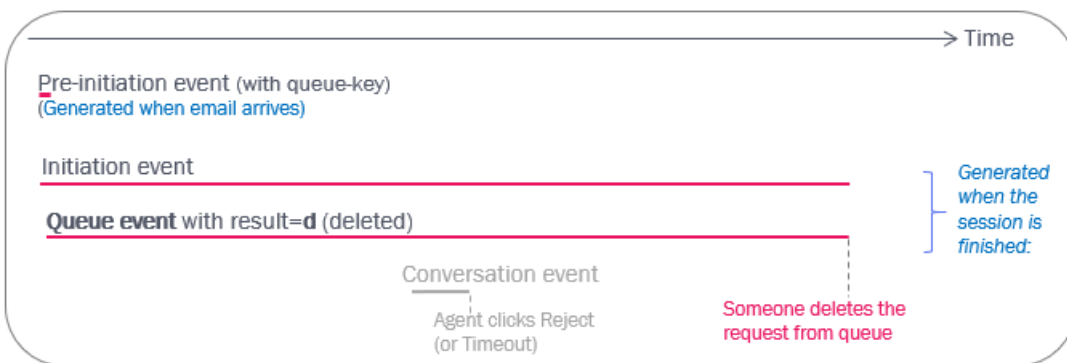 Time
Pre-initiation event (with queue-key)
(Generated when email arrives)
Initiation event
Queue event with result=d (deleted)
Generated
when the
session is
finished:
Conversation event
Agent clicks Reject
(or Timeout)
Someone deletes the
request from queue